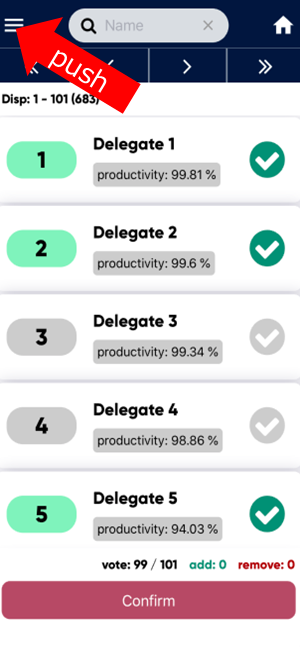 Name
push
Disp: 1 - 101 (683)
1
Delegate 1
productivity: 99.81 %
2
Delegate 2
productivity: 99.6 %
3
Delegate 3
productivity: 99.34 %
4
Delegate 4
productivity: 98.86 %
5
Delegate 5
productivity: 94.03 %
vote: 99 / 101 add: 0 remove: 0
Confirm